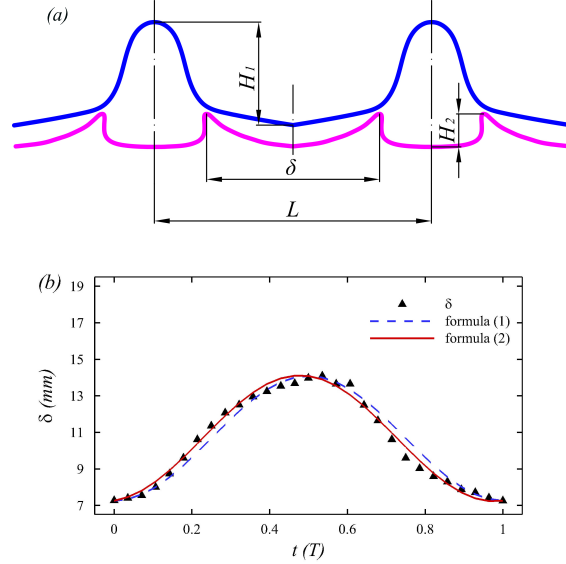 (a)
H₁
H₂
δ
L
(b)
19
17
15
13
11
9
7
δ (mm)
δ
formula (1)
formula (2)
0
0.2
0.4
0.6
0.8
1
t (T)